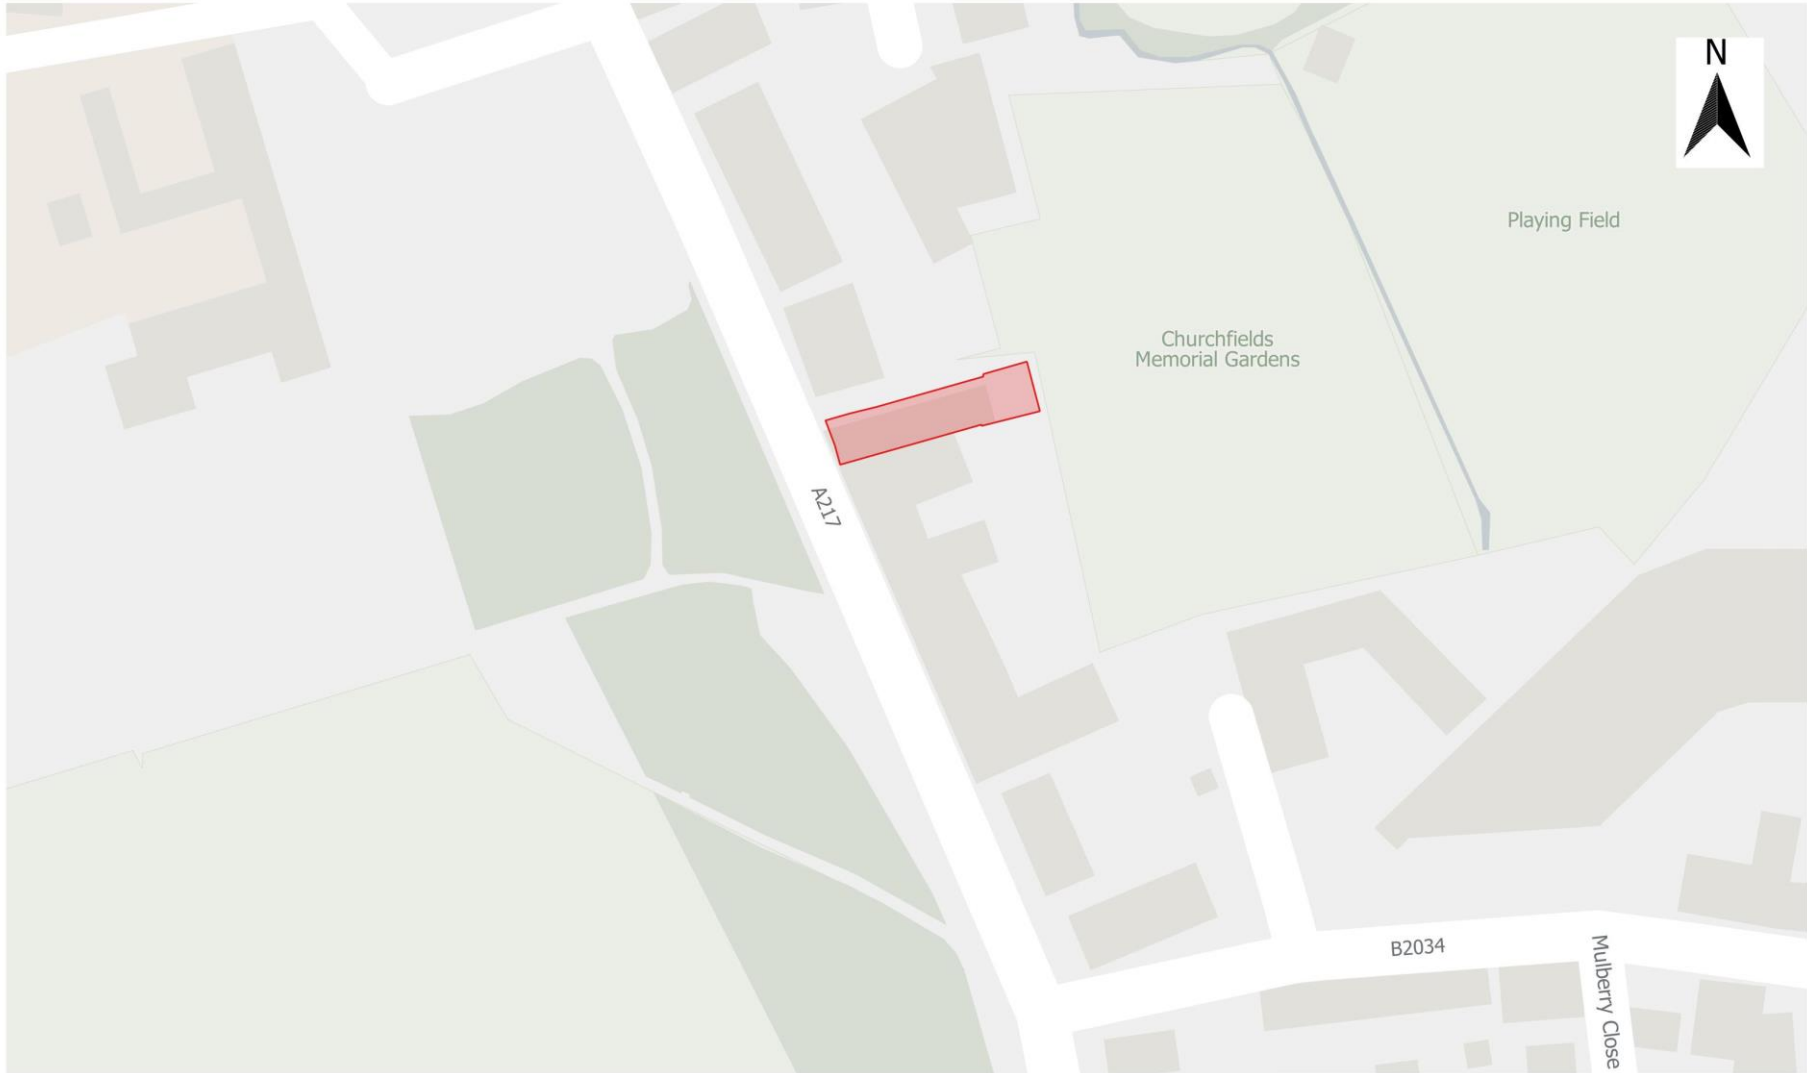 N
Playing Field
Churchfields
Memorial Gardens
A217
B2034
Mulberry Close